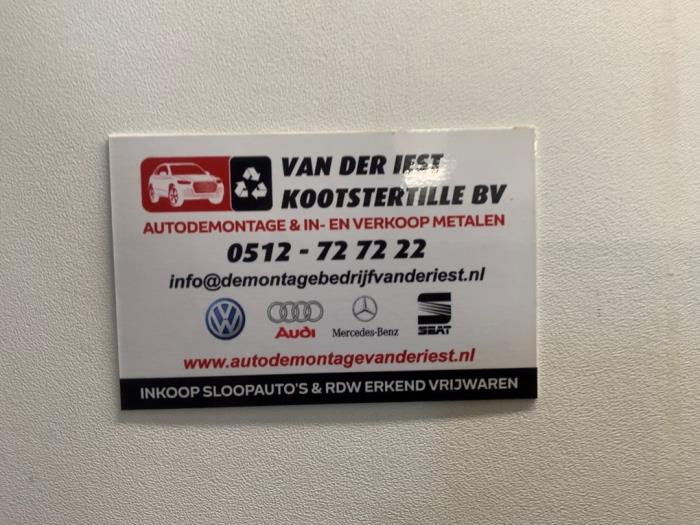 VAN DER IEST
KOOTSTERTILLE BV
AUTODEMONTAGE & IN- EN VERKOOP METALEN
0512 - 72 72 22
info@demontagebedrijfvanderiest.nl
Audi
Mercedes-Benz
SEAT
www.autodemontagevanderiest.nl
INKOOP SLOOPAUTO'S & RDW ERKEND VRIJWAREN